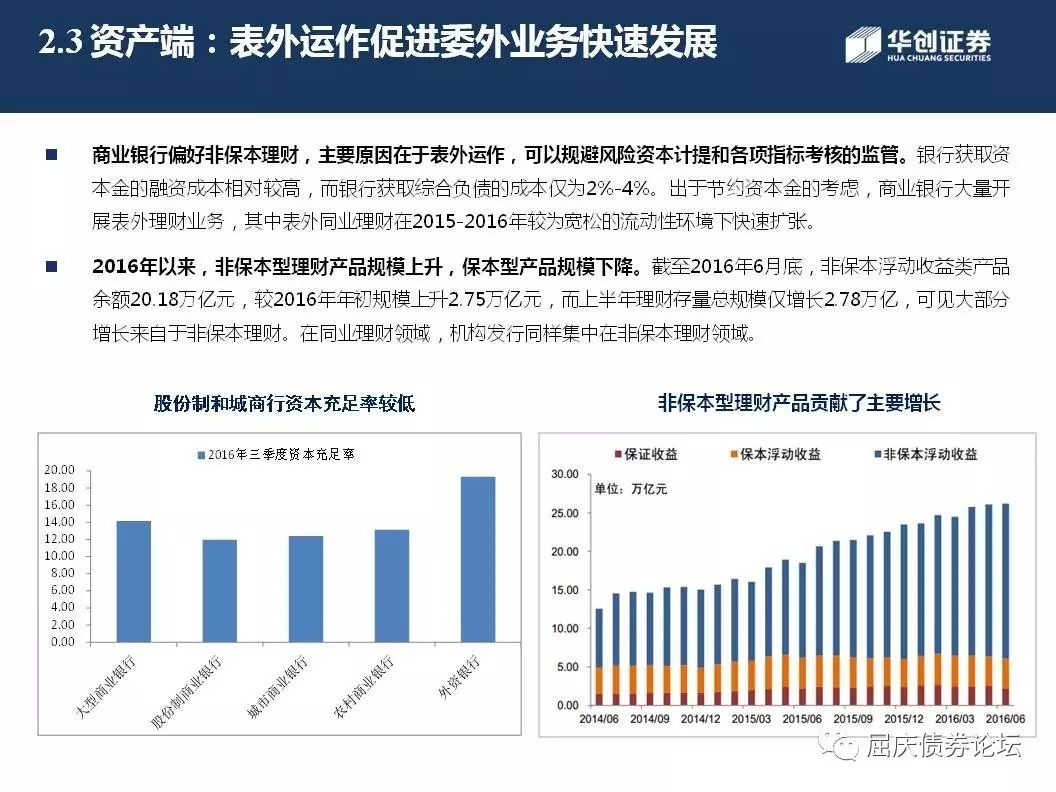 2.3 资产端：表外运作促进委外业务快速发展
华创证券
HUA CHUANG SECURITIES
商业银行偏好非保本理财，主要原因在于表外运作，可以规避风险资本计提和各项指标考核的监管。银行获取资
本金的融资成本相对较高，而银行获取综合负债的成本仅为2%-4%。出于节约资本金的考虑，商业银行大量开
展表外理财业务，其中表外同业理财在2015-2016年较为宽松的流动性环境下快速扩张。
2016年以来，非保本型理财产品规模上升，保本型产品规模下降。截至2016年6月底，非保本浮动收益类产品
余额20.18万亿元，较2016年年初规模上升2.75万亿元，而上半年理财存量总规模仅增长2.78万亿，可见大部分
增长来自于非保本理财。在同业理财领域，机构发行同样集中在非保本理财领域。
股份制和城商行资本充足率较低
2016年三季度资本充足率
20.00
18.00
16.00
14.00
12.00
10.00
8.00
6.00
4.00
2.00
0.00
大型商业银行
股份制商业银行
城市商业银行
农村商业银行
外资银行
非保本型理财产品贡献了主要增长
保证收益 保本浮动收益 非保本浮动收益
单位：万亿元
30.00
25.00
20.00
15.00
10.00
5.00
0.00
2014/06 2014/09 2014/12 2015/03 2015/06 2015/09 2015/12 2016/03 2016/06
屈庆债券论坛